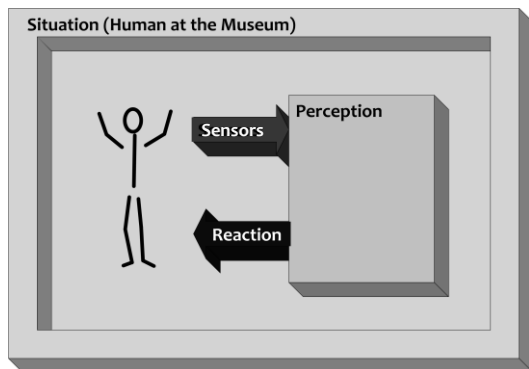 Situation (Human at the Museum)
Sensors
Perception
Reaction